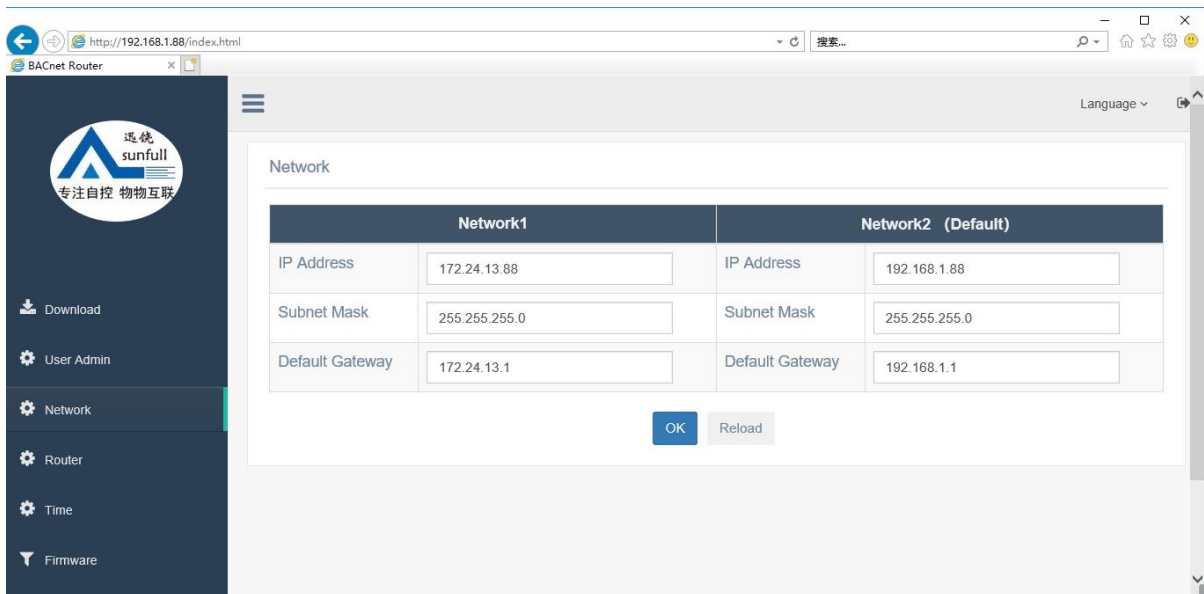 http://192.168.1.88/index.html
搜索...
BACnet Router
Language
迅饶
sunfull
专注自控 物物互联
Download
User Admin
Network
Router
Time
Firmware
Network
Network1 Network2 (Default)
IP Address 172.24.13.88 IP Address 192.168.1.88
Subnet Mask 255.255.255.0 Subnet Mask 255.255.255.0
Default Gateway 172.24.13.1 Default Gateway 192.168.1.1
OK Reload